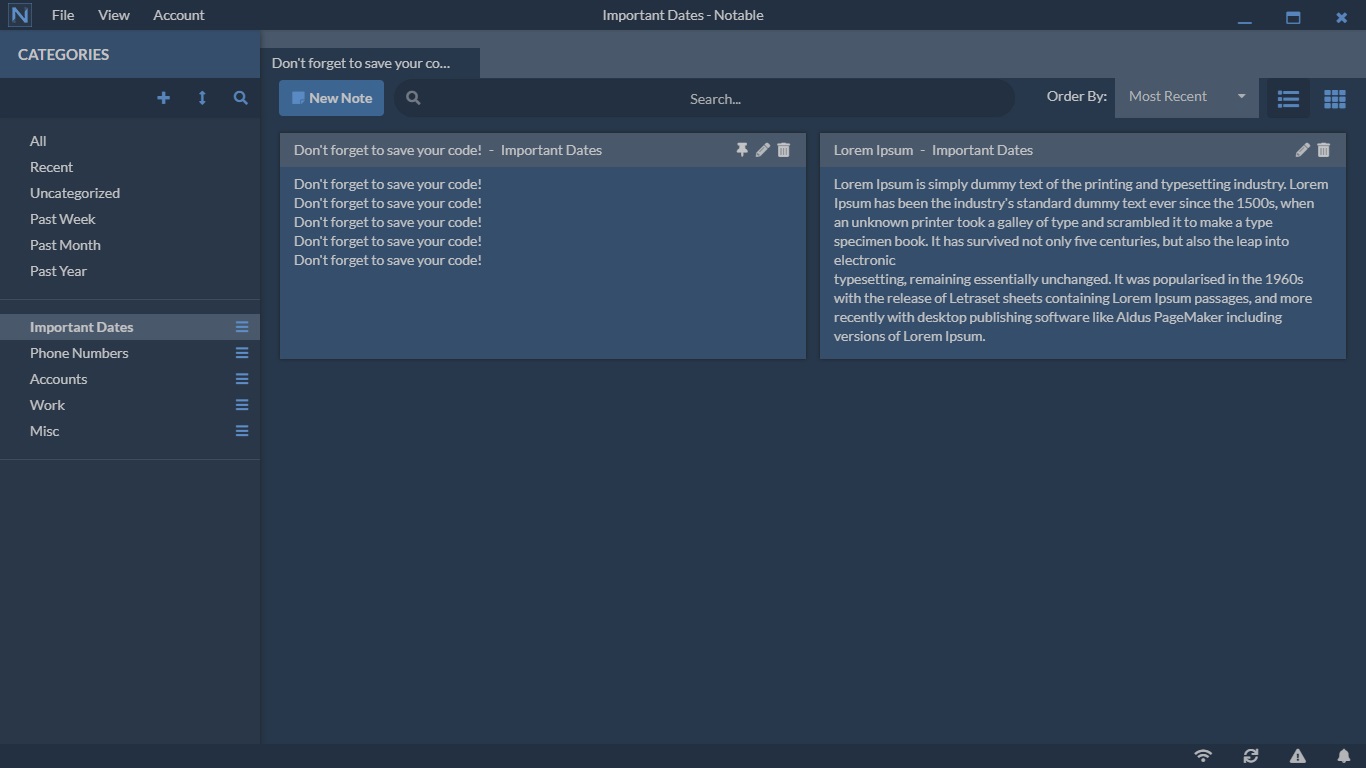 N File View Account Important Dates - Notable
CATEGORIES
Don't forget to save your co...
New Note Search... Order By: Most Recent
All
Recent
Uncategorized
Past Week
Past Month
Past Year
Important Dates
Phone Numbers
Accounts
Work
Misc
Don't forget to save your code! - Important Dates
Don't forget to save your code!
Don't forget to save your code!
Don't forget to save your code!
Don't forget to save your code!
Don't forget to save your code!
Lorem Ipsum - Important Dates
Lorem Ipsum is simply dummy text of the printing and typesetting industry. Lorem
Ipsum has been the industry's standard dummy text ever since the 1500s, when
an unknown printer took a galley of type and scrambled it to make a type
specimen book. It has survived not only five centuries, but also the leap into
electronic
typesetting, remaining essentially unchanged. It was popularised in the 1960s
with the release of Letraset sheets containing Lorem Ipsum passages, and more
recently with desktop publishing software like Aldus PageMaker including
versions of Lorem Ipsum.